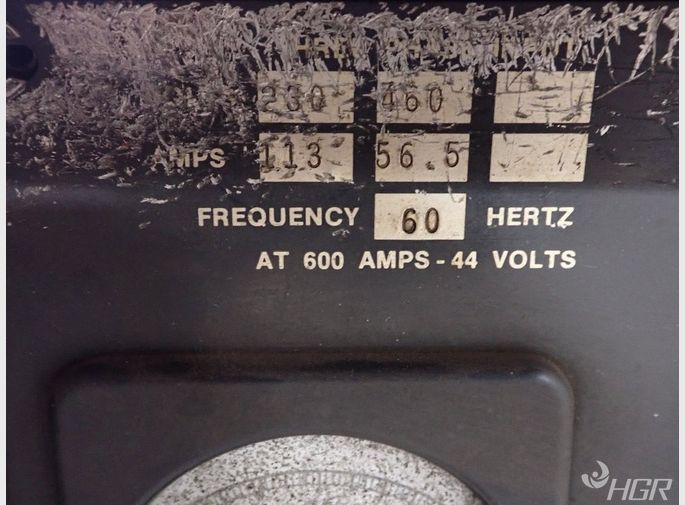 230 460
AMPS 113 56.5
FREQUENCY 60 HERTZ
AT 600 AMPS - 44 VOLTS
HGR